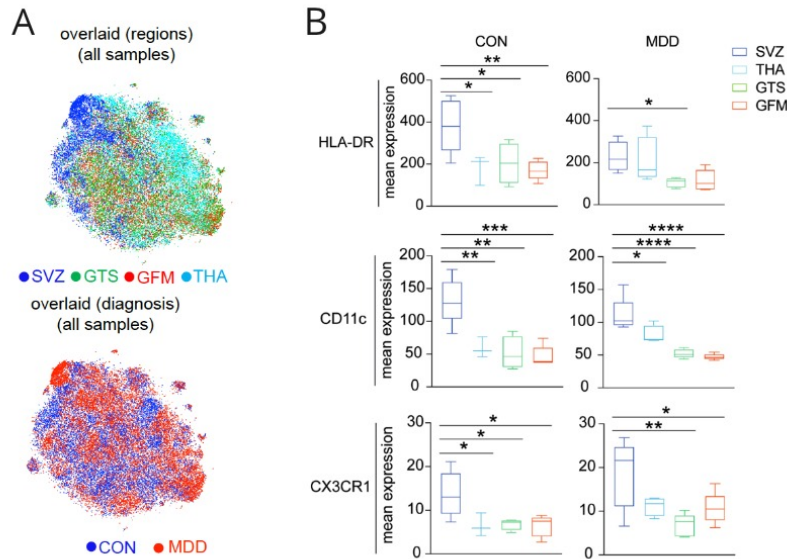 A
overlaid (regions)
(all samples)
SVZ GTS GFM THA
overlaid (diagnosis)
(all samples)
CON MDD
B
CON
MDD
SVZ
THA
GTS
GFM
HLA-DR
mean expression
600
400
200
0
**
*
*
600
400
200
0
*
CD11c
mean expression
200
150
100
50
0
***
**
**
200
150
100
50
0
****
****
*
CX3CR1
mean expression
30
20
10
0
*
*
*
30
20
10
0
*
**